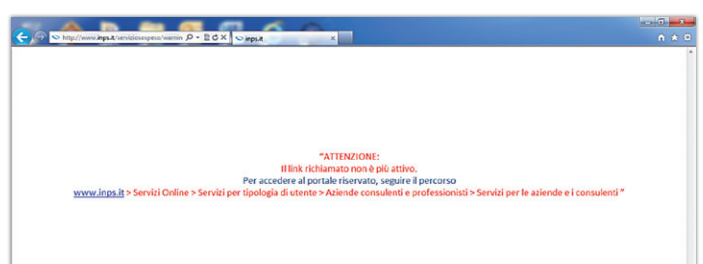 http://www.inps.it/serviziosospeso/warnin
inps.it
"ATTENZIONE:
Il link richiamato non è più attivo.
Per accedere al portale riservato, seguire il percorso
www.inps.it > Servizi Online > Servizi per tipologia di utente > Aziende consulenti e professionisti > Servizi per le aziende e i consulenti "